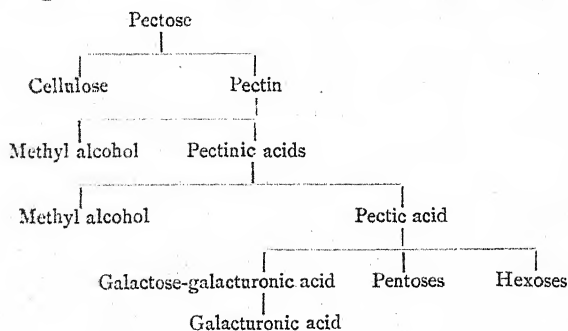 Pectose
Cellulose Pectin
Methyl alcohol Pectinic acids
Methyl alcohol Pectic acid
Galactose-galacturonic acid Pentoses Hexoses
Galacturonic acid